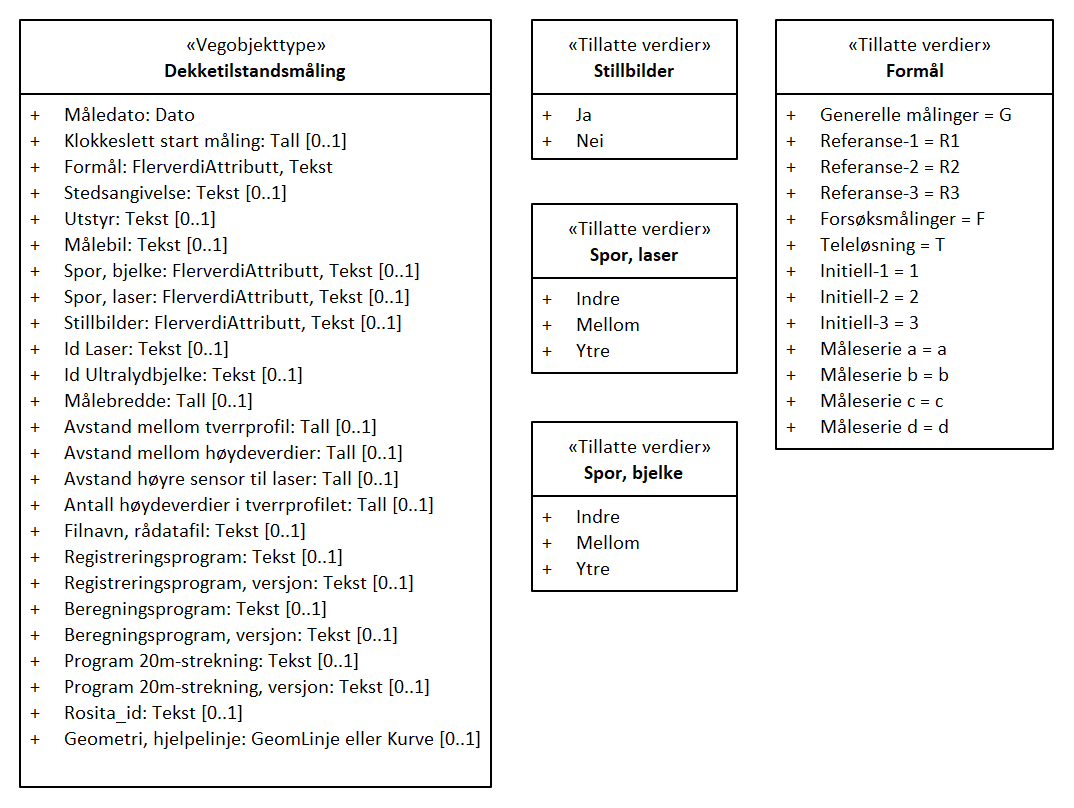 «Vegobjekttype»
Dekketilstandsmåling
+ Måledato: Dato
+ Klokkeslett start måling: Tall [0..1]
+ Formål: FlerverdiAttributt, Tekst
+ Stedsangivelse: Tekst [0..1]
+ Utstyr: Tekst [0..1]
+ Målebil: Tekst [0..1]
+ Spor, bjelke: FlerverdiAttributt, Tekst [0..1]
+ Spor, laser: FlerverdiAttributt, Tekst [0..1]
+ Stillbilder: FlerverdiAttributt, Tekst [0..1]
+ Id Laser: Tekst [0..1]
+ Id Ultralydbjelke: Tekst [0..1]
+ Målebredde: Tall [0..1]
+ Avstand mellom tverrprofil: Tall [0..1]
+ Avstand mellom høydeverdier: Tall [0..1]
+ Avstand høyre sensor til laser: Tall [0..1]
+ Antall høydeverdier i tverrprofilet: Tall [0..1]
+ Filnavn, rådatafil: Tekst [0..1]
+ Registreringsprogram: Tekst [0..1]
+ Registreringsprogram, versjon: Tekst [0..1]
+ Beregningsprogram: Tekst [0..1]
+ Beregningsprogram, versjon: Tekst [0..1]
+ Program 20m-strekning: Tekst [0..1]
+ Program 20m-strekning, versjon: Tekst [0..1]
+ Rosita_id: Tekst [0..1]
+ Geometri, hjelpelinje: GeomLinje eller Kurve [0..1]
«Tillatte verdier»
Stillbilder
+ Ja
+ Nei
«Tillatte verdier»
Spor, laser
+ Indre
+ Mellom
+ Ytre
«Tillatte verdier»
Spor, bjelke
+ Indre
+ Mellom
+ Ytre
«Tillatte verdier»
Formål
+ Generelle målinger = G
+ Referanse-1 = R1
+ Referanse-2 = R2
+ Referanse-3 = R3
+ Forsøksmålinger = F
+ Teleløsning = T
+ Initiell-1 = 1
+ Initiell-2 = 2
+ Initiell-3 = 3
+ Måleserie a = a
+ Måleserie b = b
+ Måleserie c = c
+ Måleserie d = d